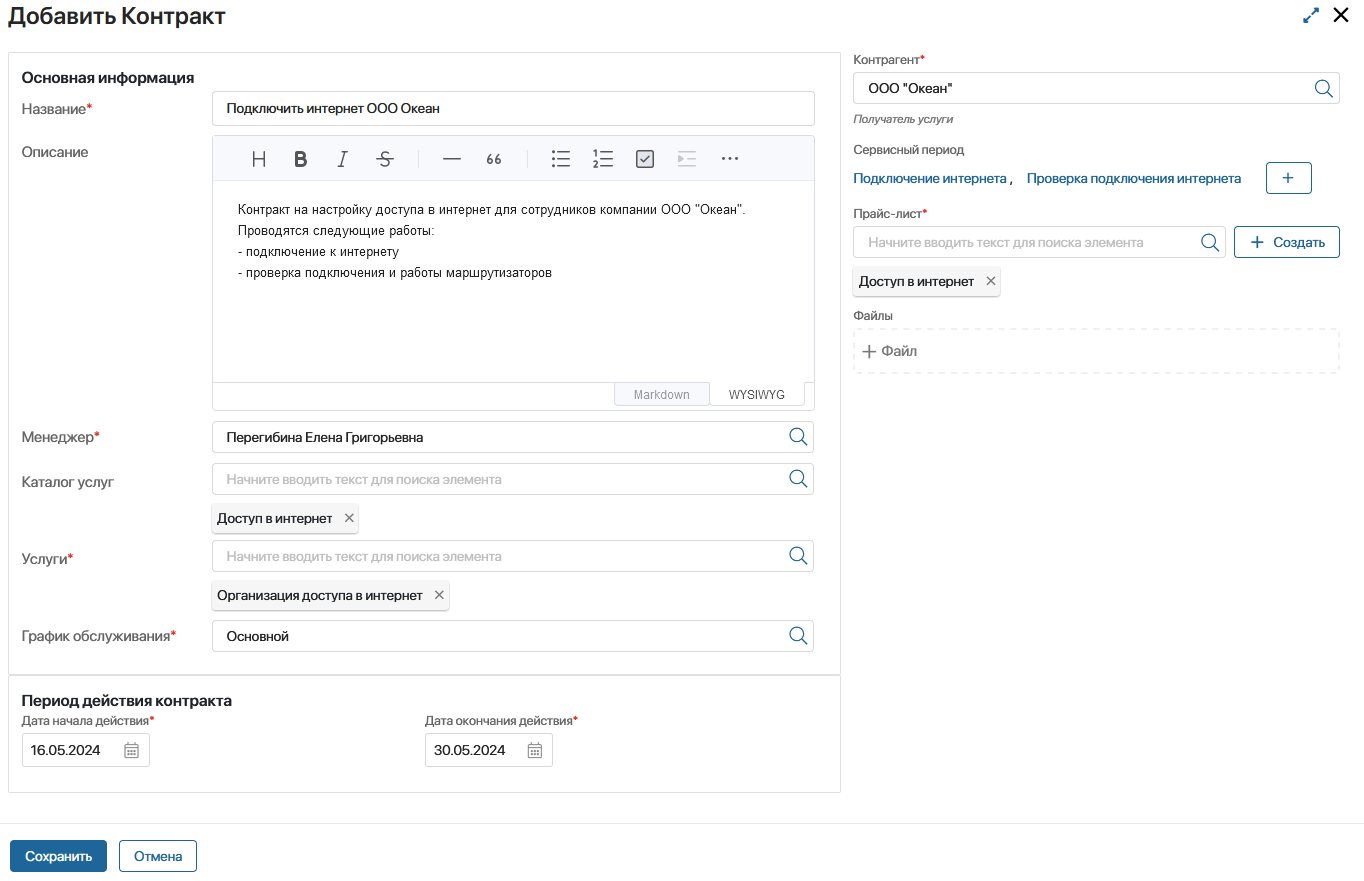 Добавить Контракт
Основная информация
Название*
Подключить интернет ООО Океан
Описание
H B I S — 66
Контракт на настройку доступа в интернет для сотрудников компании ООО "Океан".
Проводятся следующие работы:
- подключение к интернету
- проверка подключения и работы маршрутизаторов
Markdown WYSIWYG
Менеджер*
Перегибина Елена Григорьевна
Каталог услуг
Начните вводить текст для поиска элемента
Доступ в интернет ×
Услуги*
Начните вводить текст для поиска элемента
Организация доступа в интернет ×
График обслуживания*
Основной
Период действия контракта
Дата начала действия*
16.05.2024
Дата окончания действия*
30.05.2024
Контрагент*
ООО "Океан"
Получатель услуги
Сервисный период
Подключение интернета , Проверка подключения интернета +
Прайс-лист*
Начните вводить текст для поиска элемента
+ Создать
Доступ в интернет ×
Файлы
+ Файл
Сохранить Отмена